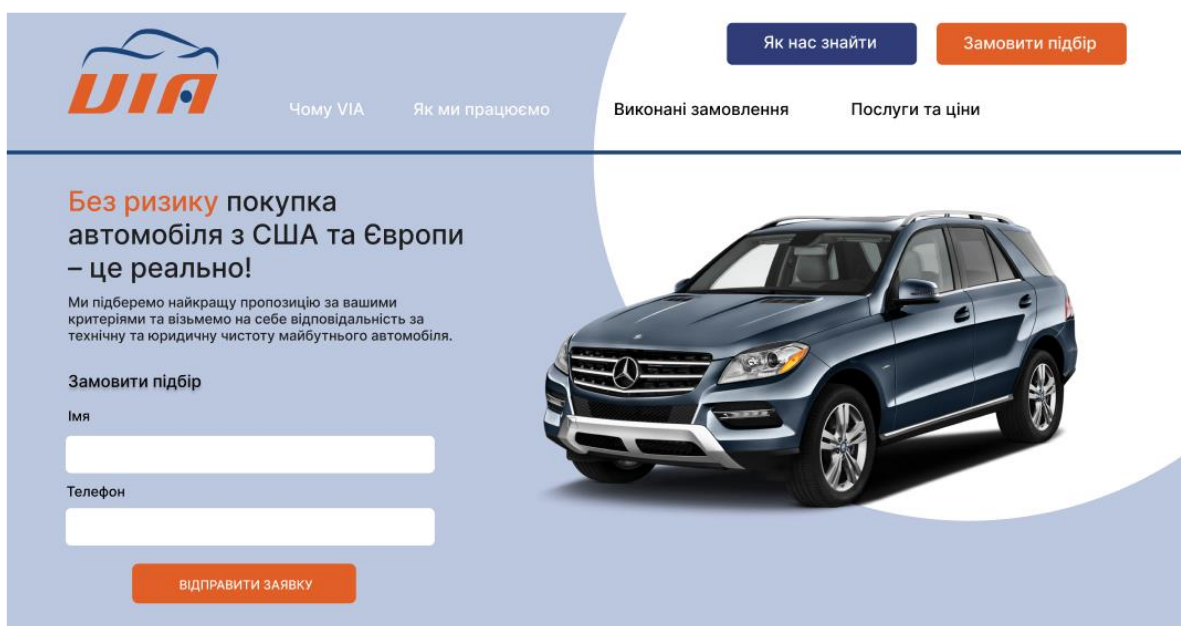 Як нас знайти
Замовити підбір
VIA
Чому VIA
Як ми працюємо
Виконані замовлення
Послуги та ціни
Без ризику покупка
автомобіля з США та Європи
– це реально!
Ми підберемо найкращу пропозицію за вашими
критеріями та візьмемо на себе відповідальність за
технічну та юридичну чистоту майбутнього автомобіля.
Замовити підбір
Імя
Телефон
ВІДПРАВИТИ ЗАЯВКУ